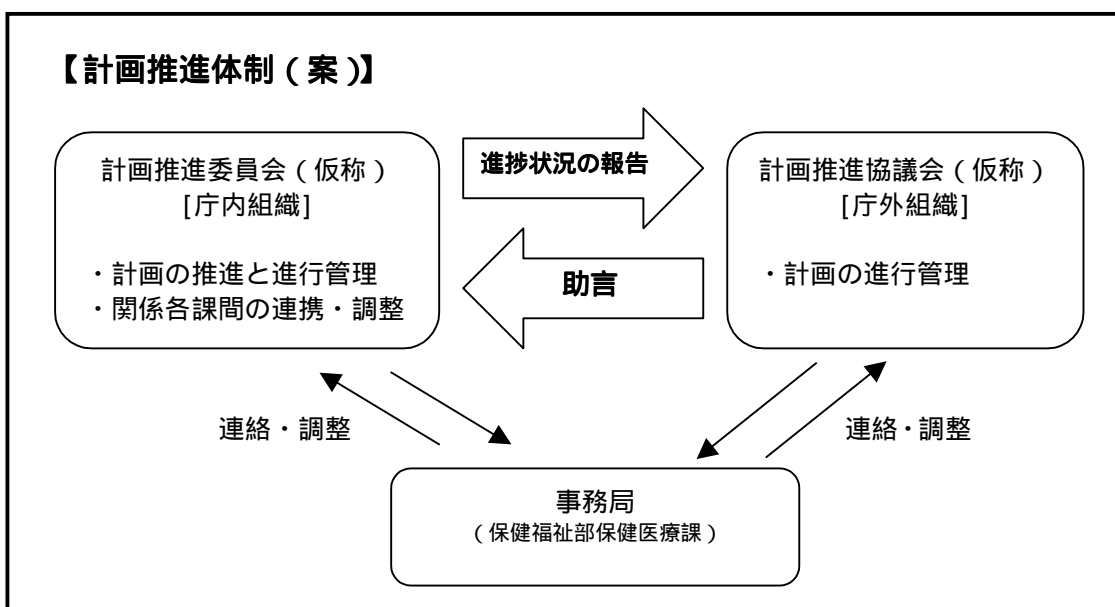 【計画推進体制（案）】
計画推進委員会（仮称）
[庁内組織]
・計画の推進と進行管理
・関係各課間の連携・調整
進捗状況の報告
助言
計画推進協議会（仮称）
[庁外組織]
・計画の進行管理
連絡・調整
連絡・調整
事務局
（保健福祉部保健医療課）